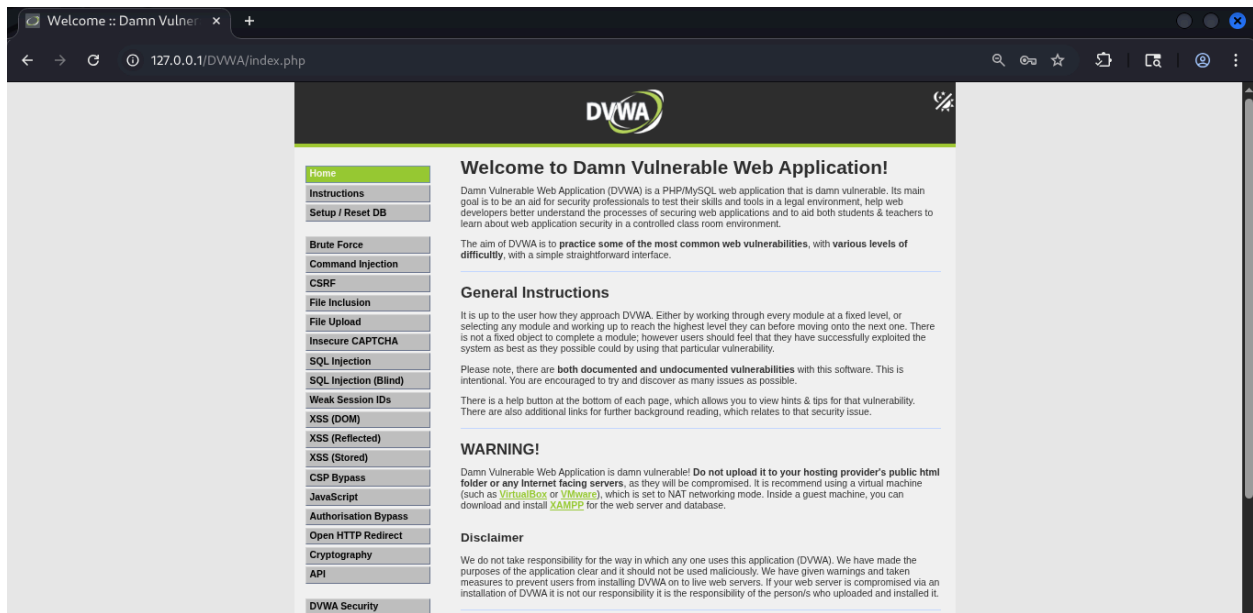 Welcome :: Damn Vulner
127.0.0.1/DVWA/index.php
DVWA
Home
Instructions
Setup / Reset DB
Brute Force
Command Injection
CSRF
File Inclusion
File Upload
Insecure CAPTCHA
SQL Injection
SQL Injection (Blind)
Weak Session IDs
XSS (DOM)
XSS (Reflected)
XSS (Stored)
CSP Bypass
JavaScript
Authorisation Bypass
Open HTTP Redirect
Cryptography
API
DVWA Security
Welcome to Damn Vulnerable Web Application!
Damn Vulnerable Web Application (DVWA) is a PHP/MySQL web application that is damn vulnerable. Its main
goal is to be an aid for security professionals to test their skills and tools in a legal environment, help web
developers better understand the processes of securing web applications and to aid both students & teachers to
learn about web application security in a controlled class room environment.
The aim of DVWA is to practice some of the most common web vulnerabilities, with various levels of
difficultly, with a simple straightforward interface.
General Instructions
It is up to the user how they approach DVWA. Either by working through every module at a fixed level, or
selecting any module and working up to reach the highest level they can before moving onto the next one. There
is not a fixed object to complete a module; however users should feel that they have successfully exploited the
system as best as they possible could by using that particular vulnerability.
Please note, there are both documented and undocumented vulnerabilities with this software. This is
intentional. You are encouraged to try and discover as many issues as possible.
There is a help button at the bottom of each page, which allows you to view hints & tips for that vulnerability.
There are also additional links for further background reading, which relates to that security issue.
WARNING!
Damn Vulnerable Web Application is damn vulnerable! Do not upload it to your hosting provider's public html
folder or any Internet facing servers, as they will be compromised. It is recommend using a virtual machine
(such as VirtualBox or VMware), which is set to NAT networking mode. Inside a guest machine, you can
download and install XAMPP for the web server and database.
Disclaimer
We do not take responsibility for the way in which any one uses this application (DVWA). We have made the
purposes of the application clear and it should not be used maliciously. We have given warnings and taken
measures to prevent users from installing DVWA on to live web servers. If your web server is compromised via an
installation of DVWA it is not our responsibility it is the responsibility of the person/s who uploaded and installed it.